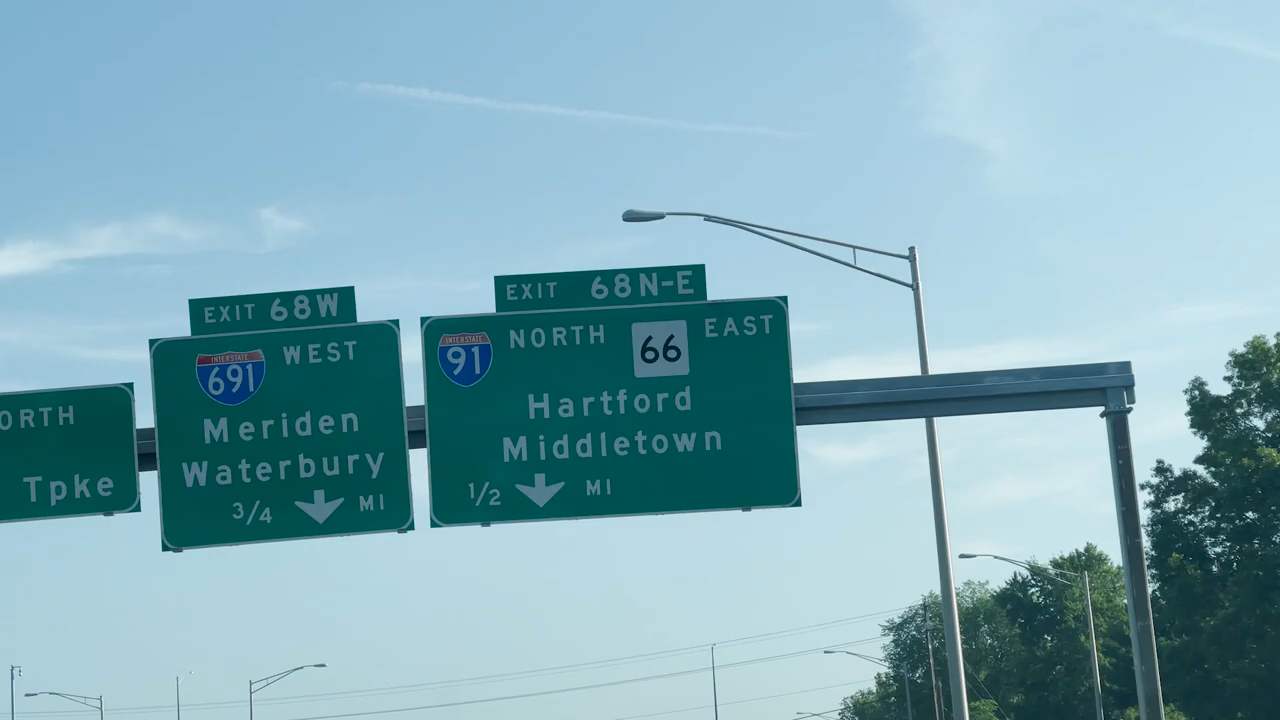 ORTH
Tpke
EXIT 68W
INTERSTATE 691 WEST
Meriden
Waterbury
3/4 MI
EXIT 68N-E
INTERSTATE 91 NORTH 66 EAST
Hartford
Middletown
1/2 MI